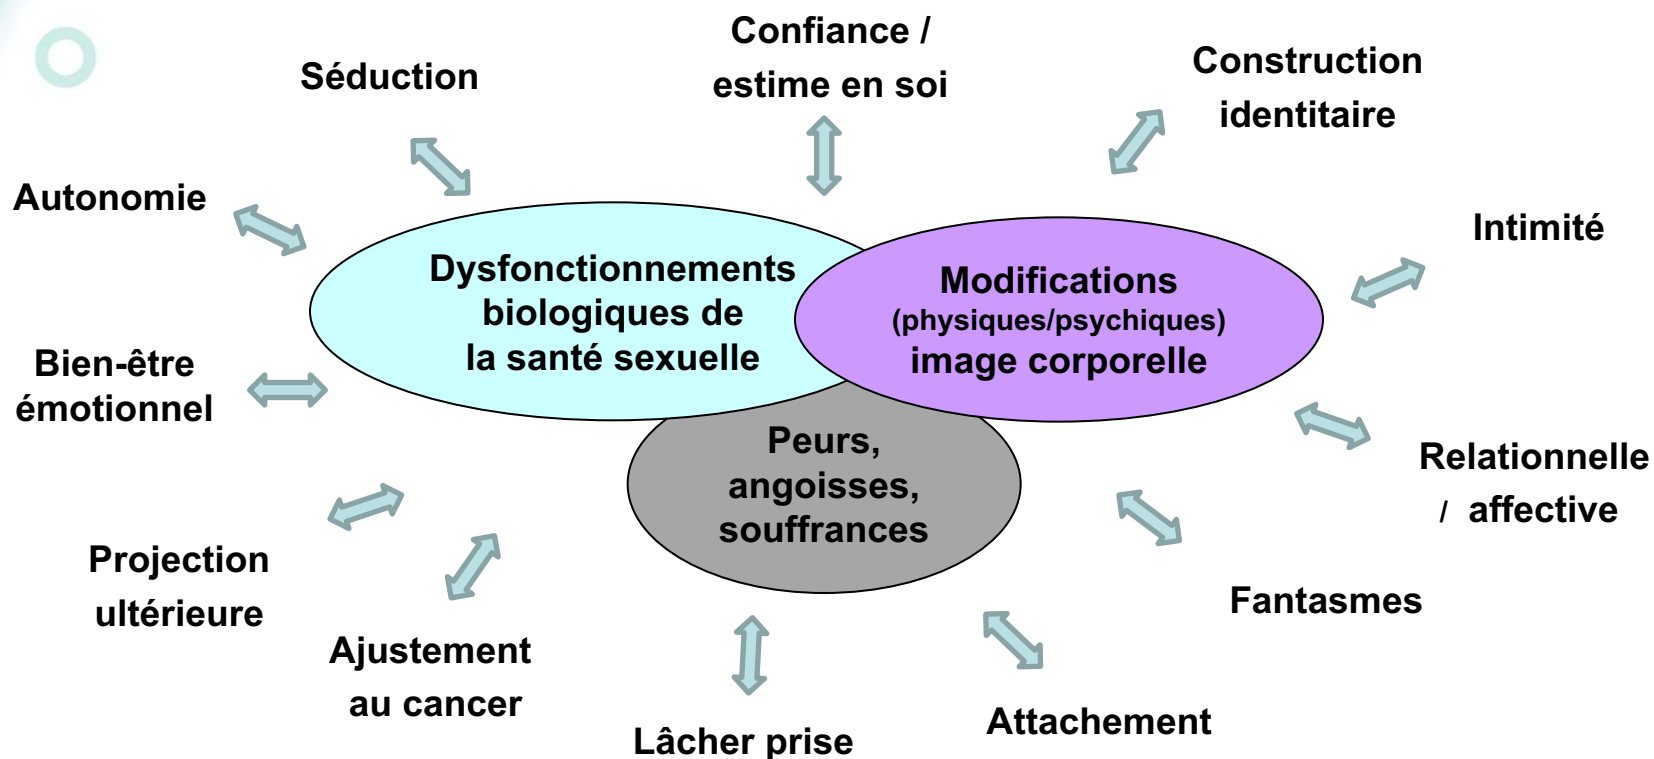 Confiance /
estime en soi
Séduction
Construction
identitaire
Autonomie
Intimité
Dysfonctionnements
biologiques de
la santé sexuelle
Modifications
(physiques/psychiques)
image corporelle
Bien-être
émotionnel
Peurs,
angoisses,
souffrances
Relationnelle
/ affective
Projection
ultérieure
Fantasmes
Ajustement
au cancer
Attachement
Lâcher prise